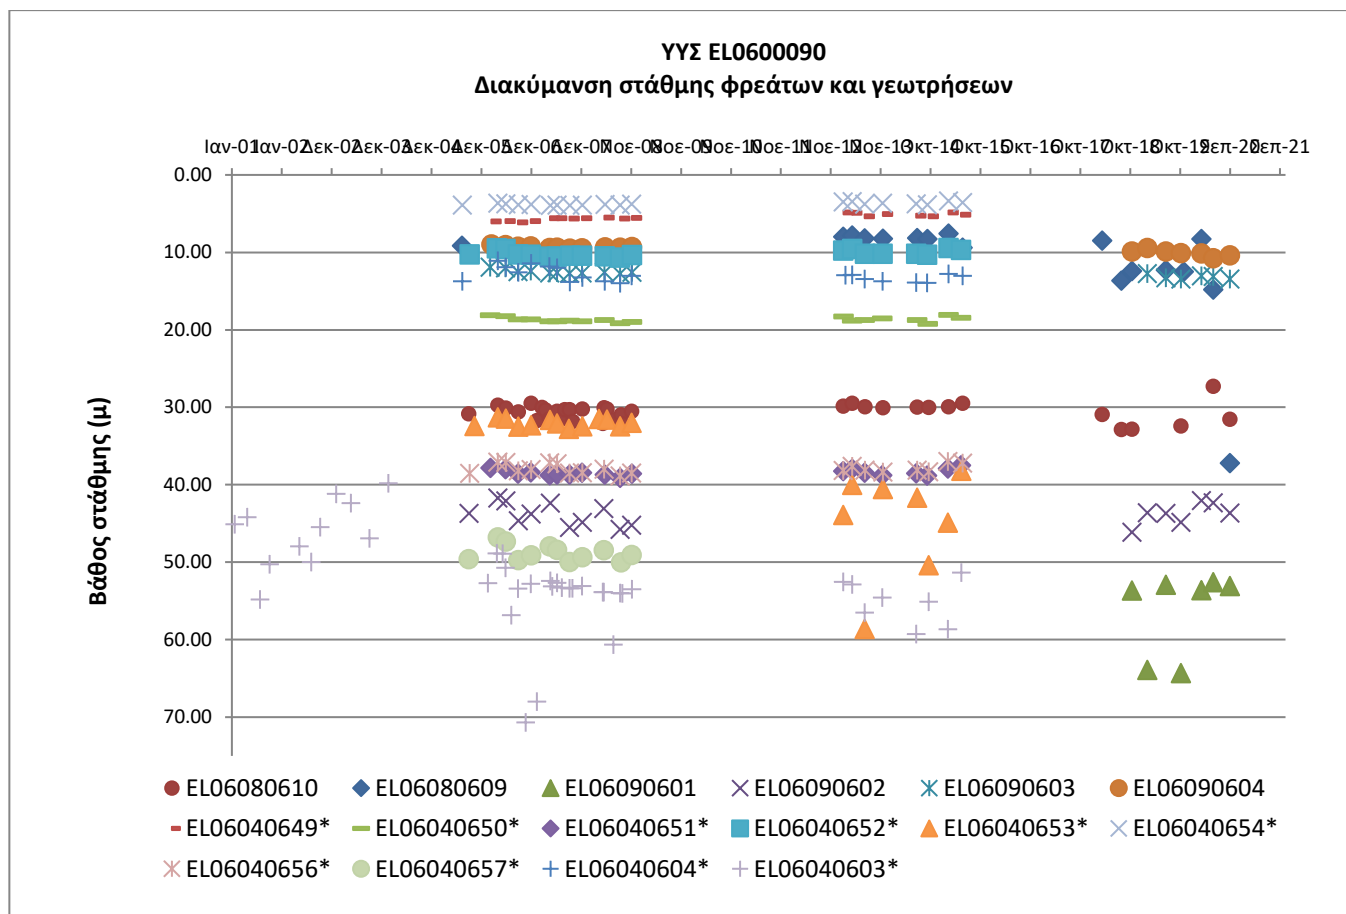 ΥΥΣ EL0600090
Διακύμανση στάθμης φρεάτων και γεωτρήσεων
Ιαν-01 Ιαν-02 Δεκ-02 Δεκ-03 Δεκ-04 Δεκ-05 Δεκ-06 Δεκ-07 Νοε-08 Νοε-09 Νοε-10 Νοε-11 Νοε-12 Νοε-13 Οκτ-14 Οκτ-15 Οκτ-16 Οκτ-17 Οκτ-18 Οκτ-19 Σεπ-20 Σεπ-21
0.00
10.00
20.00
30.00
40.00
50.00
60.00
70.00
Βάθος στάθμης (μ)
EL06080610 EL06080609 EL06090601 EL06090602 EL06090603 EL06090604
EL06040649* EL06040650* EL06040651* EL06040652* EL06040653* EL06040654*
EL06040656* EL06040657* EL06040604* EL06040603*